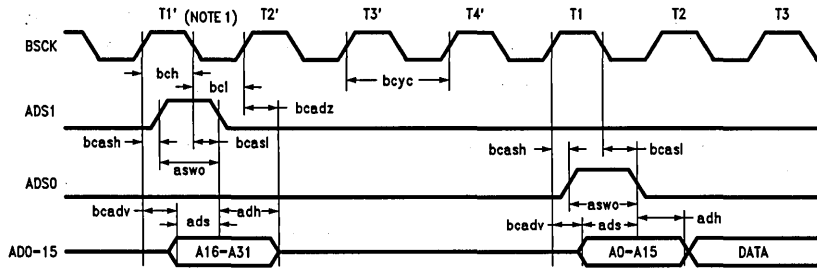 T1' (NOTE 1) T2' T3' T4' T1 T2 T3
BSCK
bch
bcl
bcyc
bcadz
ADS1
bcash
bcasl
aswo
bcash
bcasl
ADS0
aswo
bcadv
ads
adh
bcadv
ads
adh
AD0-15
A16-A31
A0-A15
DATA